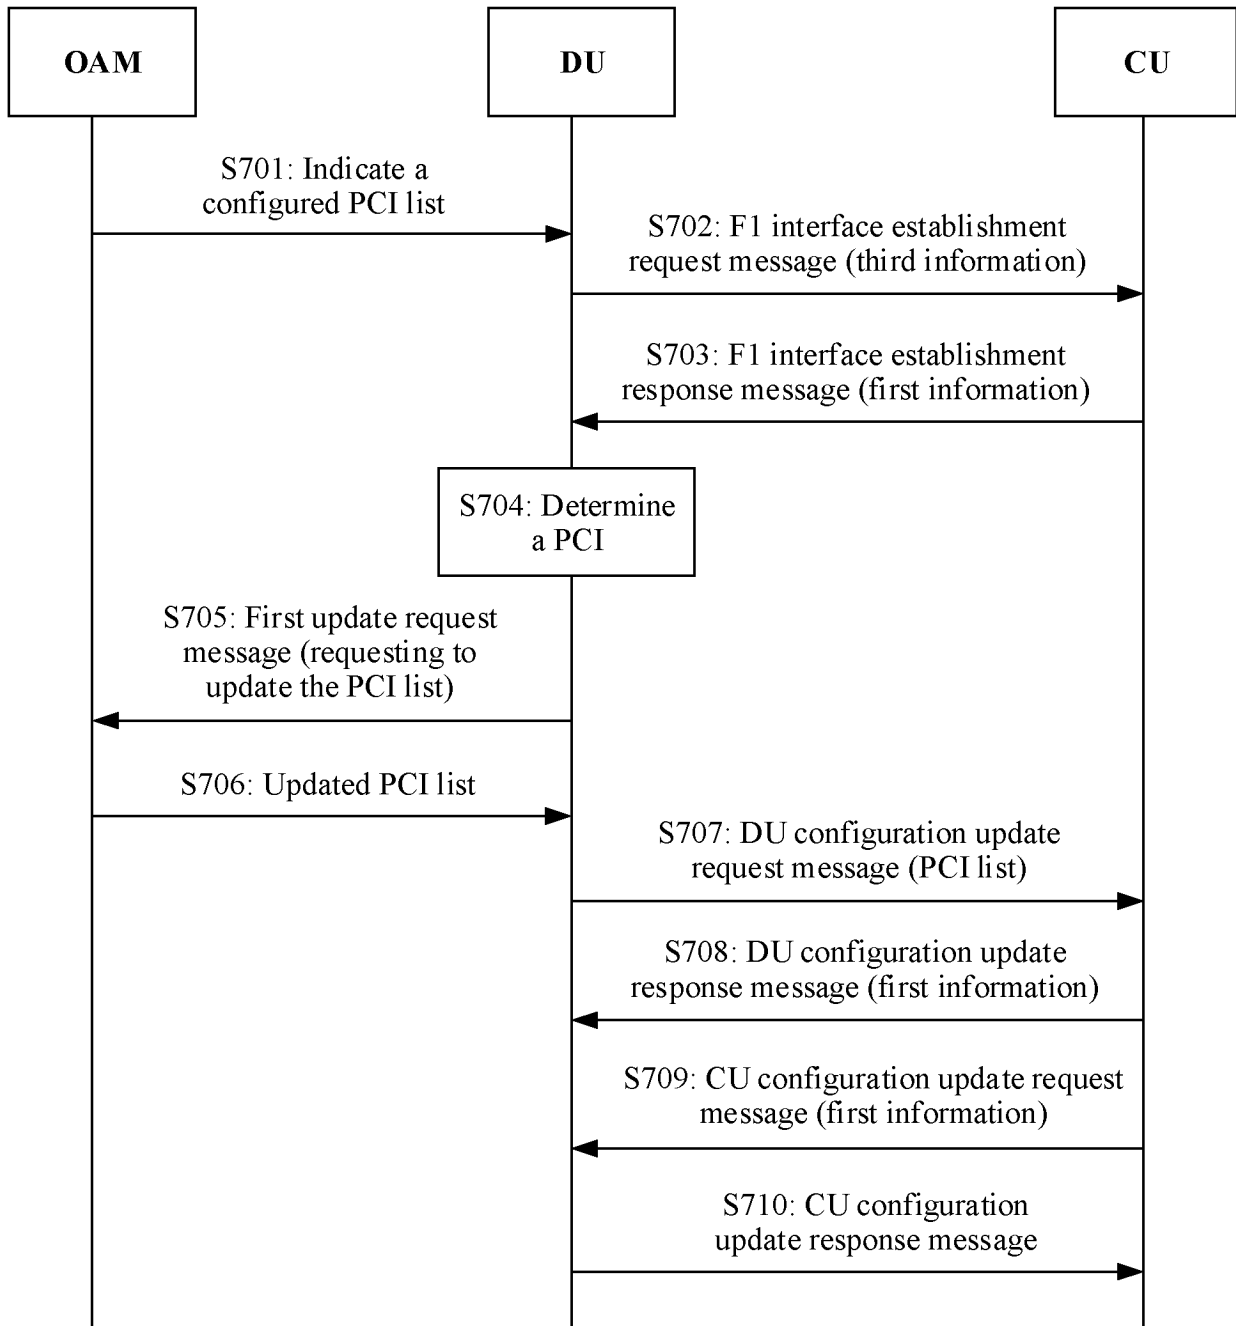 OAM
DU
CU
S701: Indicate a
configured PCI list
S702: F1 interface establishment
request message (third information)
S703: F1 interface establishment
response message (first information)
S704: Determine
a PCI
S705: First update request
message (requesting to
update the PCI list)
S706: Updated PCI list
S707: DU configuration update
request message (PCI list)
S708: DU configuration update
response message (first information)
S709: CU configuration update request
message (first information)
S710: CU configuration
update response message